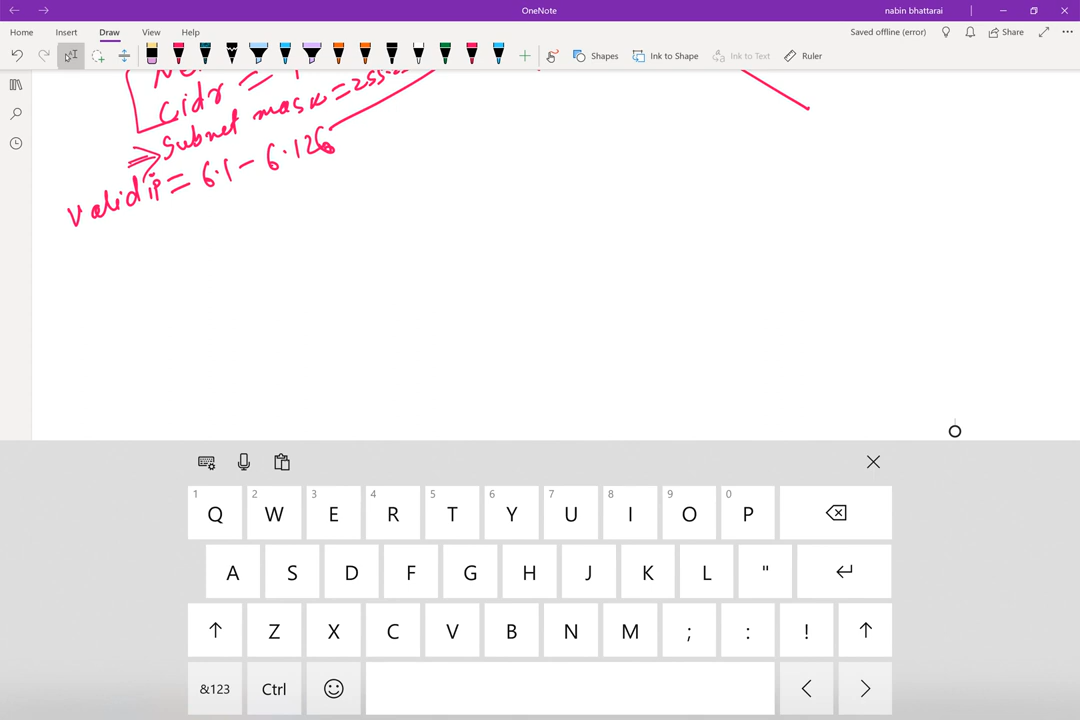 OneNote
nabin bhattarai
Home Insert Draw View Help
Saved offline (error)
Share
Shapes
Ink to Shape
Ink to Text
Ruler
Cidr =
Subnet mask = 255.
Valid ip = 6.1 - 6.126
1 2 3 4 5 6 7 8 9 0
Q W E R T Y U I O P
A S D F G H J K L "
Z X C V B N M ; : !
&123 Ctrl